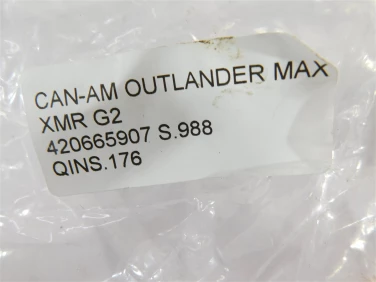 CAN-AM OUTLANDER MAX
XMR G2
420665907 S.988
QINS.176